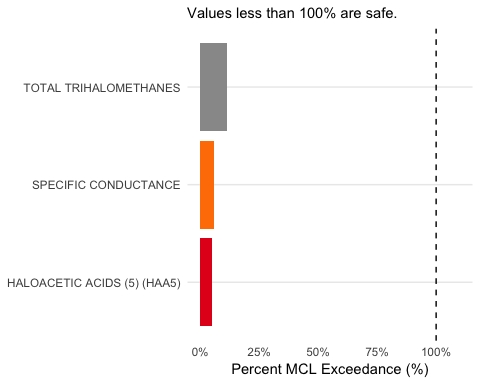 Values less than 100% are safe.
TOTAL TRIHALOMETHANES
SPECIFIC CONDUCTANCE
HALOACETIC ACIDS (5) (HAA5)
0% 25% 50% 75% 100%
Percent MCL Exceedance (%)